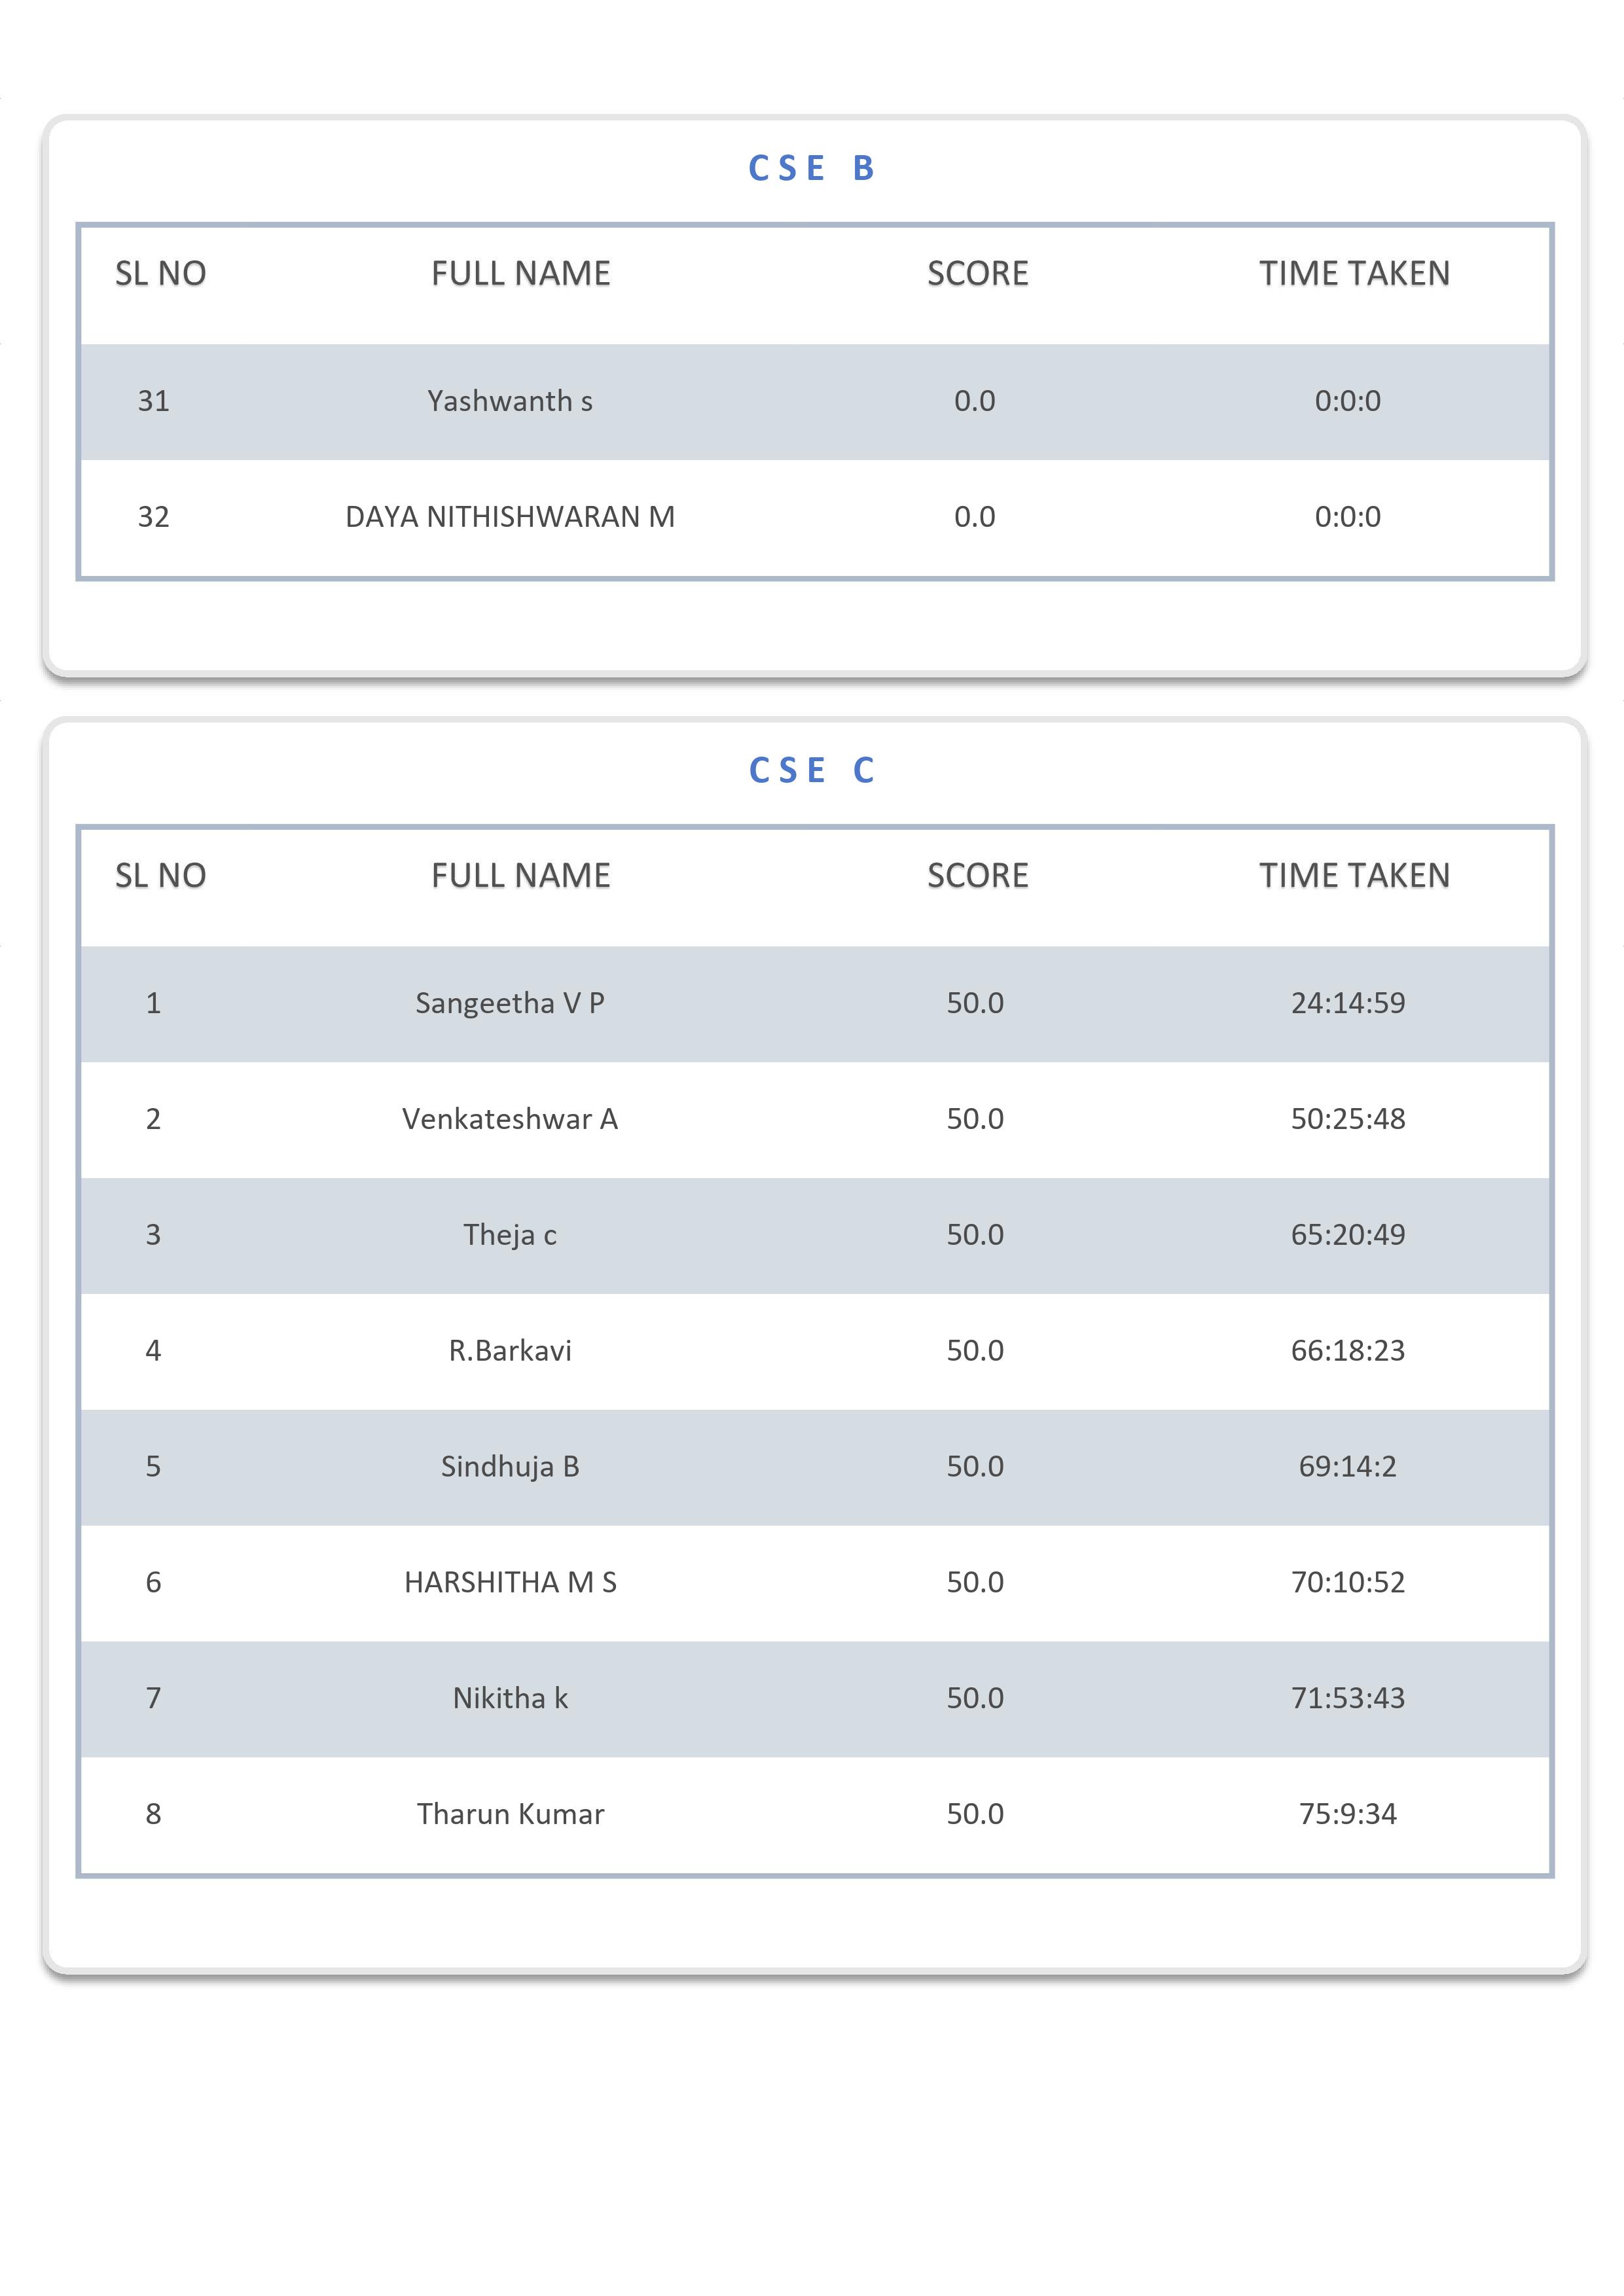 CSE B
SL NO FULL NAME SCORE TIME TAKEN
31 Yashwanth s 0.0 0:0:0
32 DAYA NITHISHWARAN M 0.0 0:0:0
CSE C
SL NO FULL NAME SCORE TIME TAKEN
1 Sangeetha V P 50.0 24:14:59
2 Venkateshwar A 50.0 50:25:48
3 Theja c 50.0 65:20:49
4 R.Barkavi 50.0 66:18:23
5 Sindhuja B 50.0 69:14:2
6 HARSHITHA M S 50.0 70:10:52
7 Nikitha k 50.0 71:53:43
8 Tharun Kumar 50.0 75:9:34